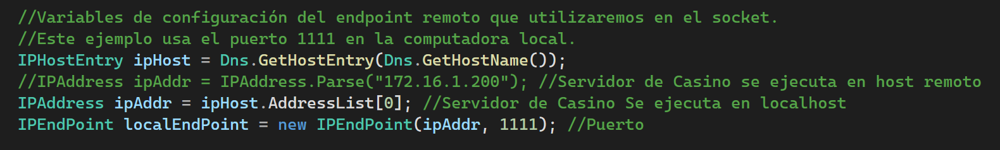 //Variables de configuración del endpoint remoto que utilizaremos en el socket.
//Este ejemplo usa el puerto 1111 en la computadora local.
IPHostEntry ipHost = Dns.GetHostEntry(Dns.GetHostName());
//IPAddress ipAddr = IPAddress.Parse("172.16.1.200"); //Servidor de Casino se ejecuta en host remoto
IPAddress ipAddr = ipHost.AddressList[0]; //Servidor de Casino Se ejecuta en localhost
IPEndPoint localEndPoint = new IPEndPoint(ipAddr, 1111); //Puerto